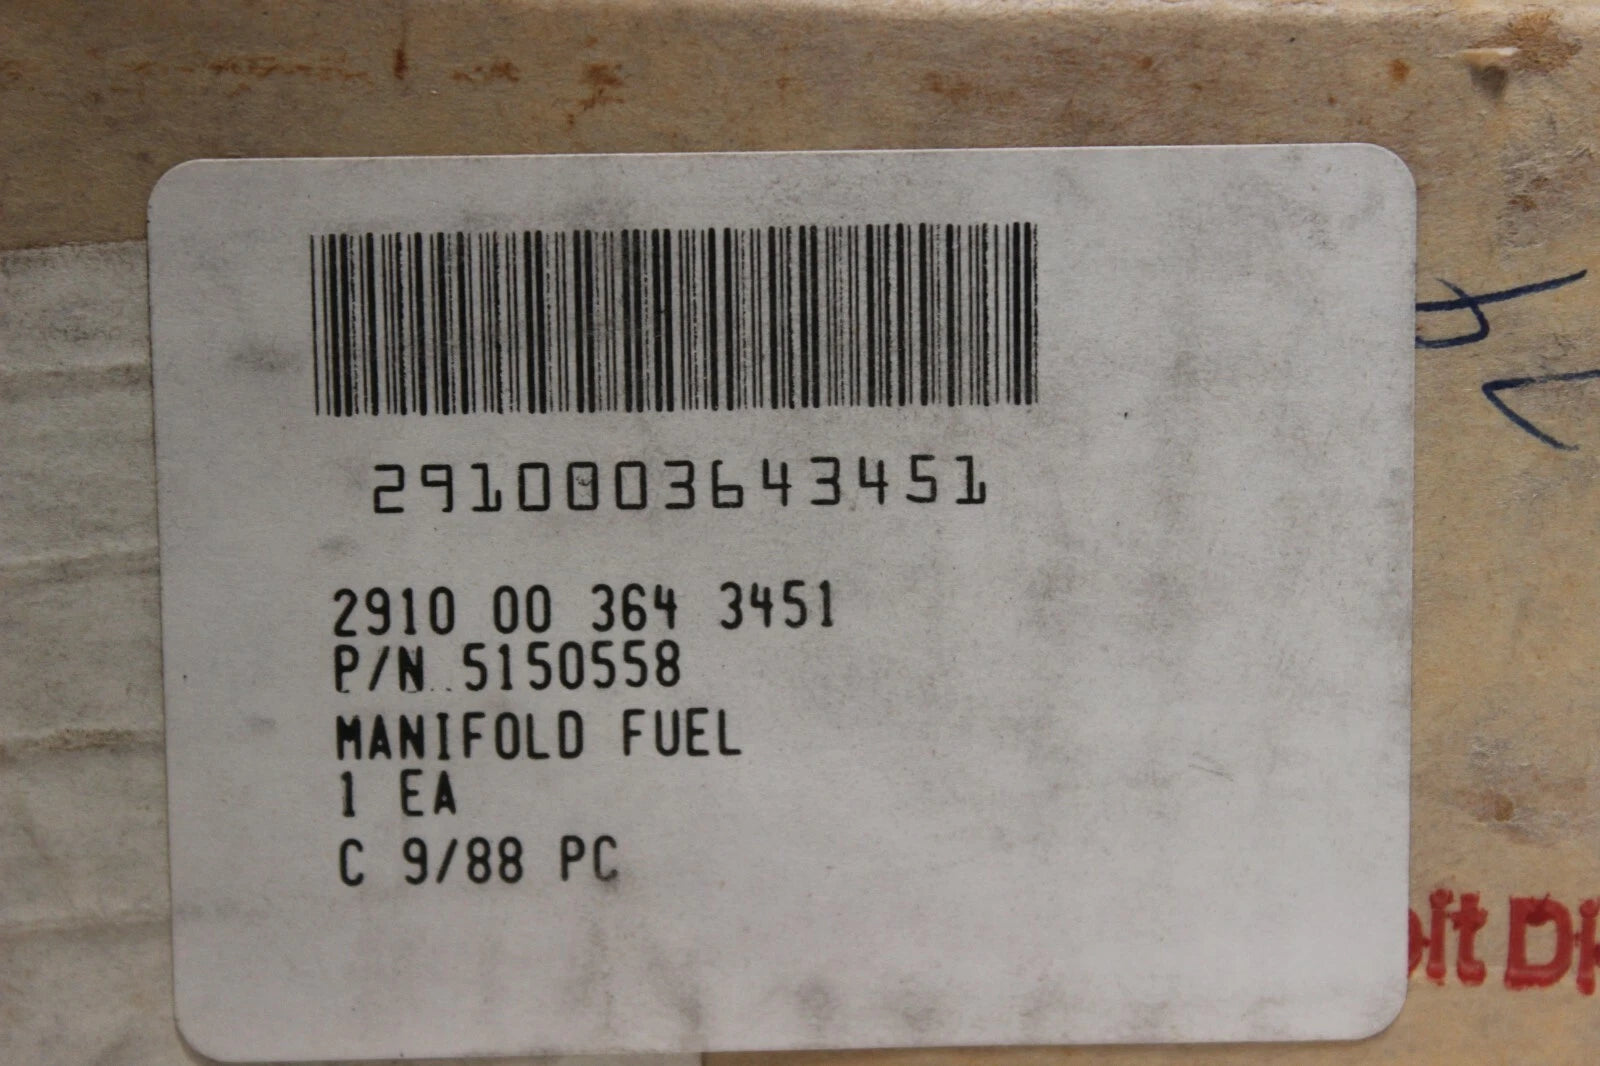 2910003643451
2910 00 364 3451
P/N 5150558
MANIFOLD FUEL
1 EA
C 9/88 PC